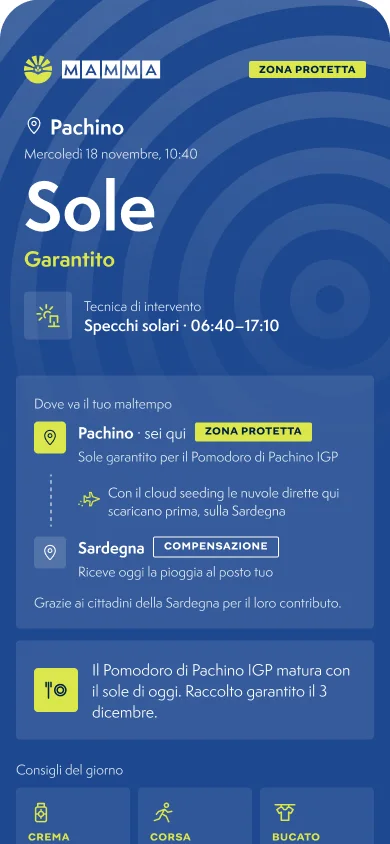 MAMMA
ZONA PROTETTA
Pachino
Mercoledì 18 novembre, 10:40
Sole
Garantito
Tecnica di intervento
Specchi solari · 06:40–17:10
Dove va il tuo maltempo
Pachino · sei qui ZONA PROTETTA
Sole garantito per il Pomodoro di Pachino IGP
Con il cloud seeding le nuvole dirette qui
scaricano prima, sulla Sardegna
Sardegna COMPENSAZIONE
Riceve oggi la pioggia al posto tuo
Grazie ai cittadini della Sardegna per il loro contributo.
Il Pomodoro di Pachino IGP matura con
il sole di oggi. Raccolto garantito il 3
dicembre.
Consigli del giorno
CREMA
CORSA
BUCATO